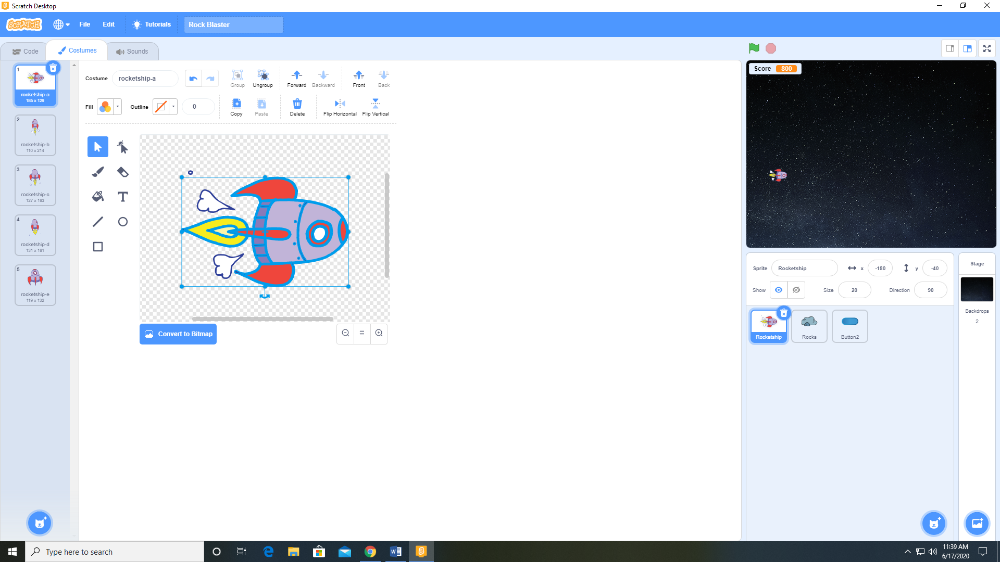 Scratch Desktop
SCRATCH File Edit Tutorials Rock Blaster
Code Costumes Sounds
1
rocketship-a
185 x 129
2
rocketship-b
110 x 214
3
rocketship-c
127 x 183
4
rocketship-d
131 x 181
5
rocketship-e
119 x 132
Costume rocketship-a Group Ungroup Forward Backward Front Back
Fill Outline 0 Copy Paste Delete Flip Horizontal Flip Vertical
T
Convert to Bitmap
=
Score 800
Sprite Rocketship x -180 y -40
Show Size 20 Direction 90
Rocketship Rocks Button2
Stage
Backdrops
2
Type here to search
11:39 AM
6/17/2020